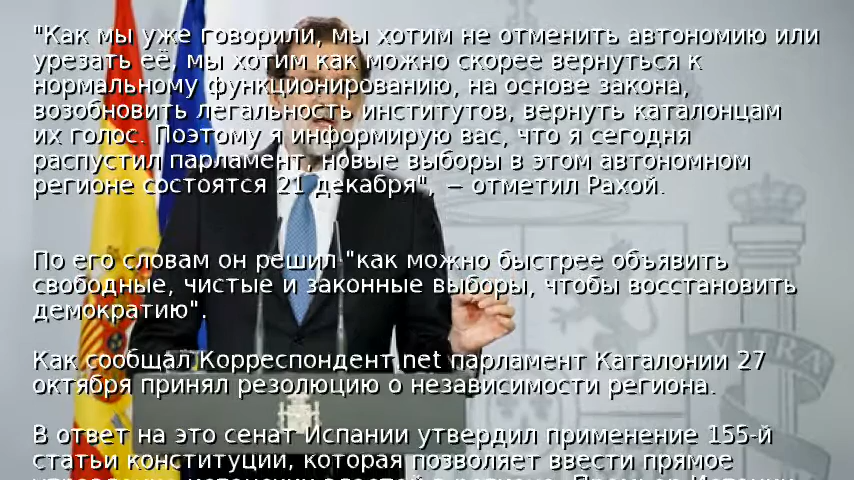 "Как мы уже говорили, мы хотим не отменить автономию или
урезать её, мы хотим как можно скорее вернуться к
нормальному функционированию, на основе закона,
возобновить легальность институтов, вернуть каталонцам
их голос. Поэтому я информирую вас, что я сегодня
распустил парламент, новые выборы в этом автономном
регионе состоятся 21 декабря", — отметил Рахой.
По его словам он решил "как можно быстрее объявить
свободные, чистые и законные выборы, чтобы восстановить
демократию".
Как сообщал Корреспондент.net парламент Каталонии 27
октября принял резолюцию о независимости региона.
В ответ на это сенат Испании утвердил применение 155-й
статьи конституции, которая позволяет ввести прямое